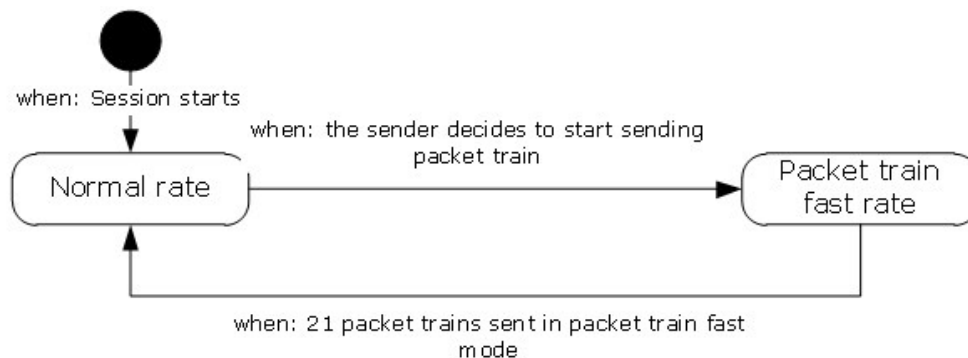 when: Session starts
when: the sender decides to start sending
packet train
Normal rate
Packet train
fast rate
when: 21 packet trains sent in packet train fast
mode